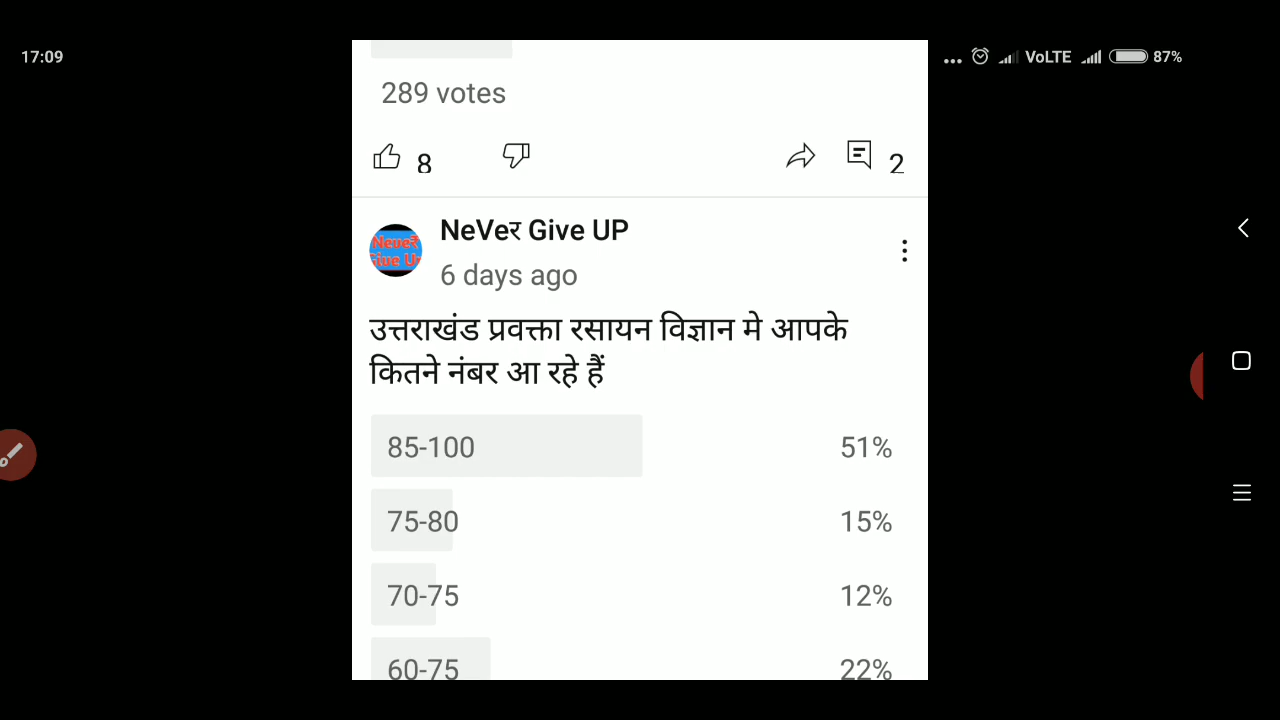 17:09
VoLTE 87%
289 votes
8 2
NeVeर Give UP
6 days ago
उत्तराखंड प्रवक्ता रसायन विज्ञान मे आपके
कितने नंबर आ रहे हैं
85-100 51%
75-80 15%
70-75 12%
60-75 22%